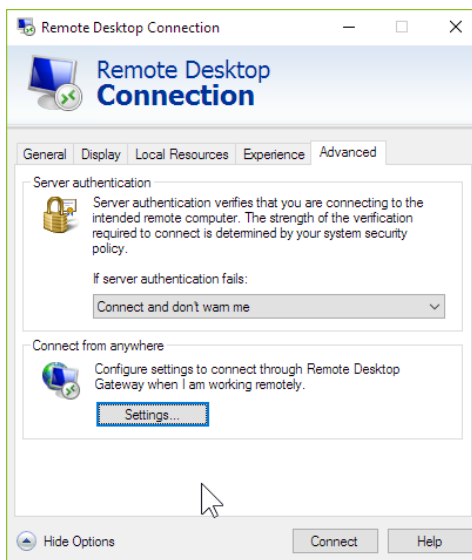 Remote Desktop Connection
Remote Desktop
Connection
General Display Local Resources Experience Advanced
Server authentication
Server authentication verifies that you are connecting to the
intended remote computer. The strength of the verification
required to connect is determined by your system security
policy.
If server authentication fails:
Connect and don't warn me
Connect from anywhere
Configure settings to connect through Remote Desktop
Gateway when I am working remotely.
Settings...
Hide Options Connect Help